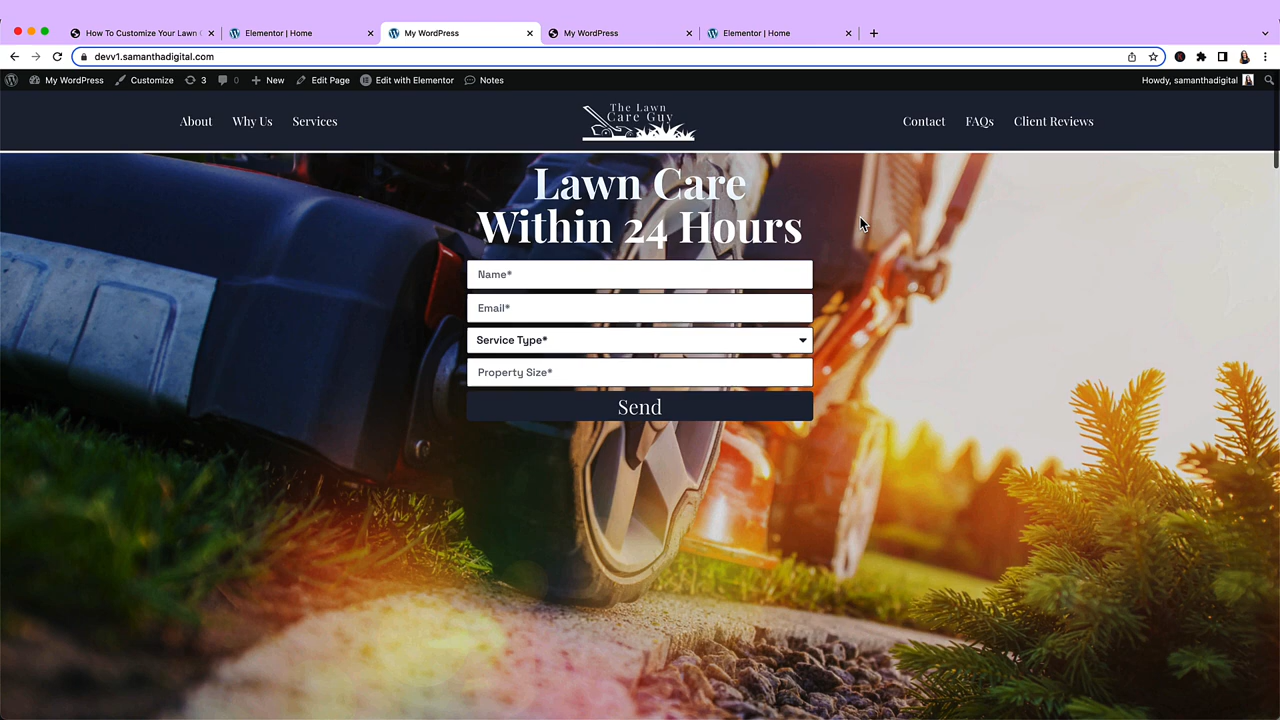 How To Customize Your Lawn
Elementor | Home
My WordPress
My WordPress
Elementor | Home
devv1.samanthadigital.com
My WordPress
Customize
3
0
New
Edit Page
Edit with Elementor
Notes
Howdy, samanthadigital
About
Why Us
Services
The Lawn
Care Guy
Contact
FAQs
Client Reviews
Lawn Care
Within 24 Hours
Name*
Email*
Service Type*
Property Size*
Send